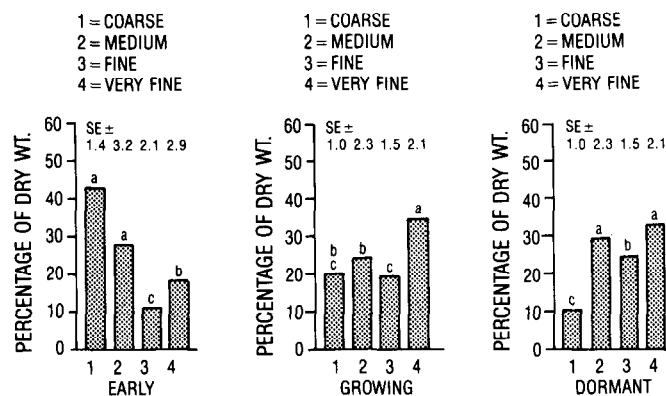 1 = COARSE
2 = MEDIUM
3 = FINE
4 = VERY FINE
PERCENTAGE OF DRY WT.
60
50
40
30
20
10
0
SE ±
1.4 3.2 2.1 2.9
a
a
c
b
1 2 3 4
EARLY
1 = COARSE
2 = MEDIUM
3 = FINE
4 = VERY FINE
PERCENTAGE OF DRY WT.
60
50
40
30
20
10
0
SE ±
1.0 2.3 1.5 2.1
b
c
b
c
a
1 2 3 4
GROWING
1 = COARSE
2 = MEDIUM
3 = FINE
4 = VERY FINE
PERCENTAGE OF DRY WT.
60
50
40
30
20
10
0
SE ±
1.0 2.3 1.5 2.1
c
a
b
a
1 2 3 4
DORMANT